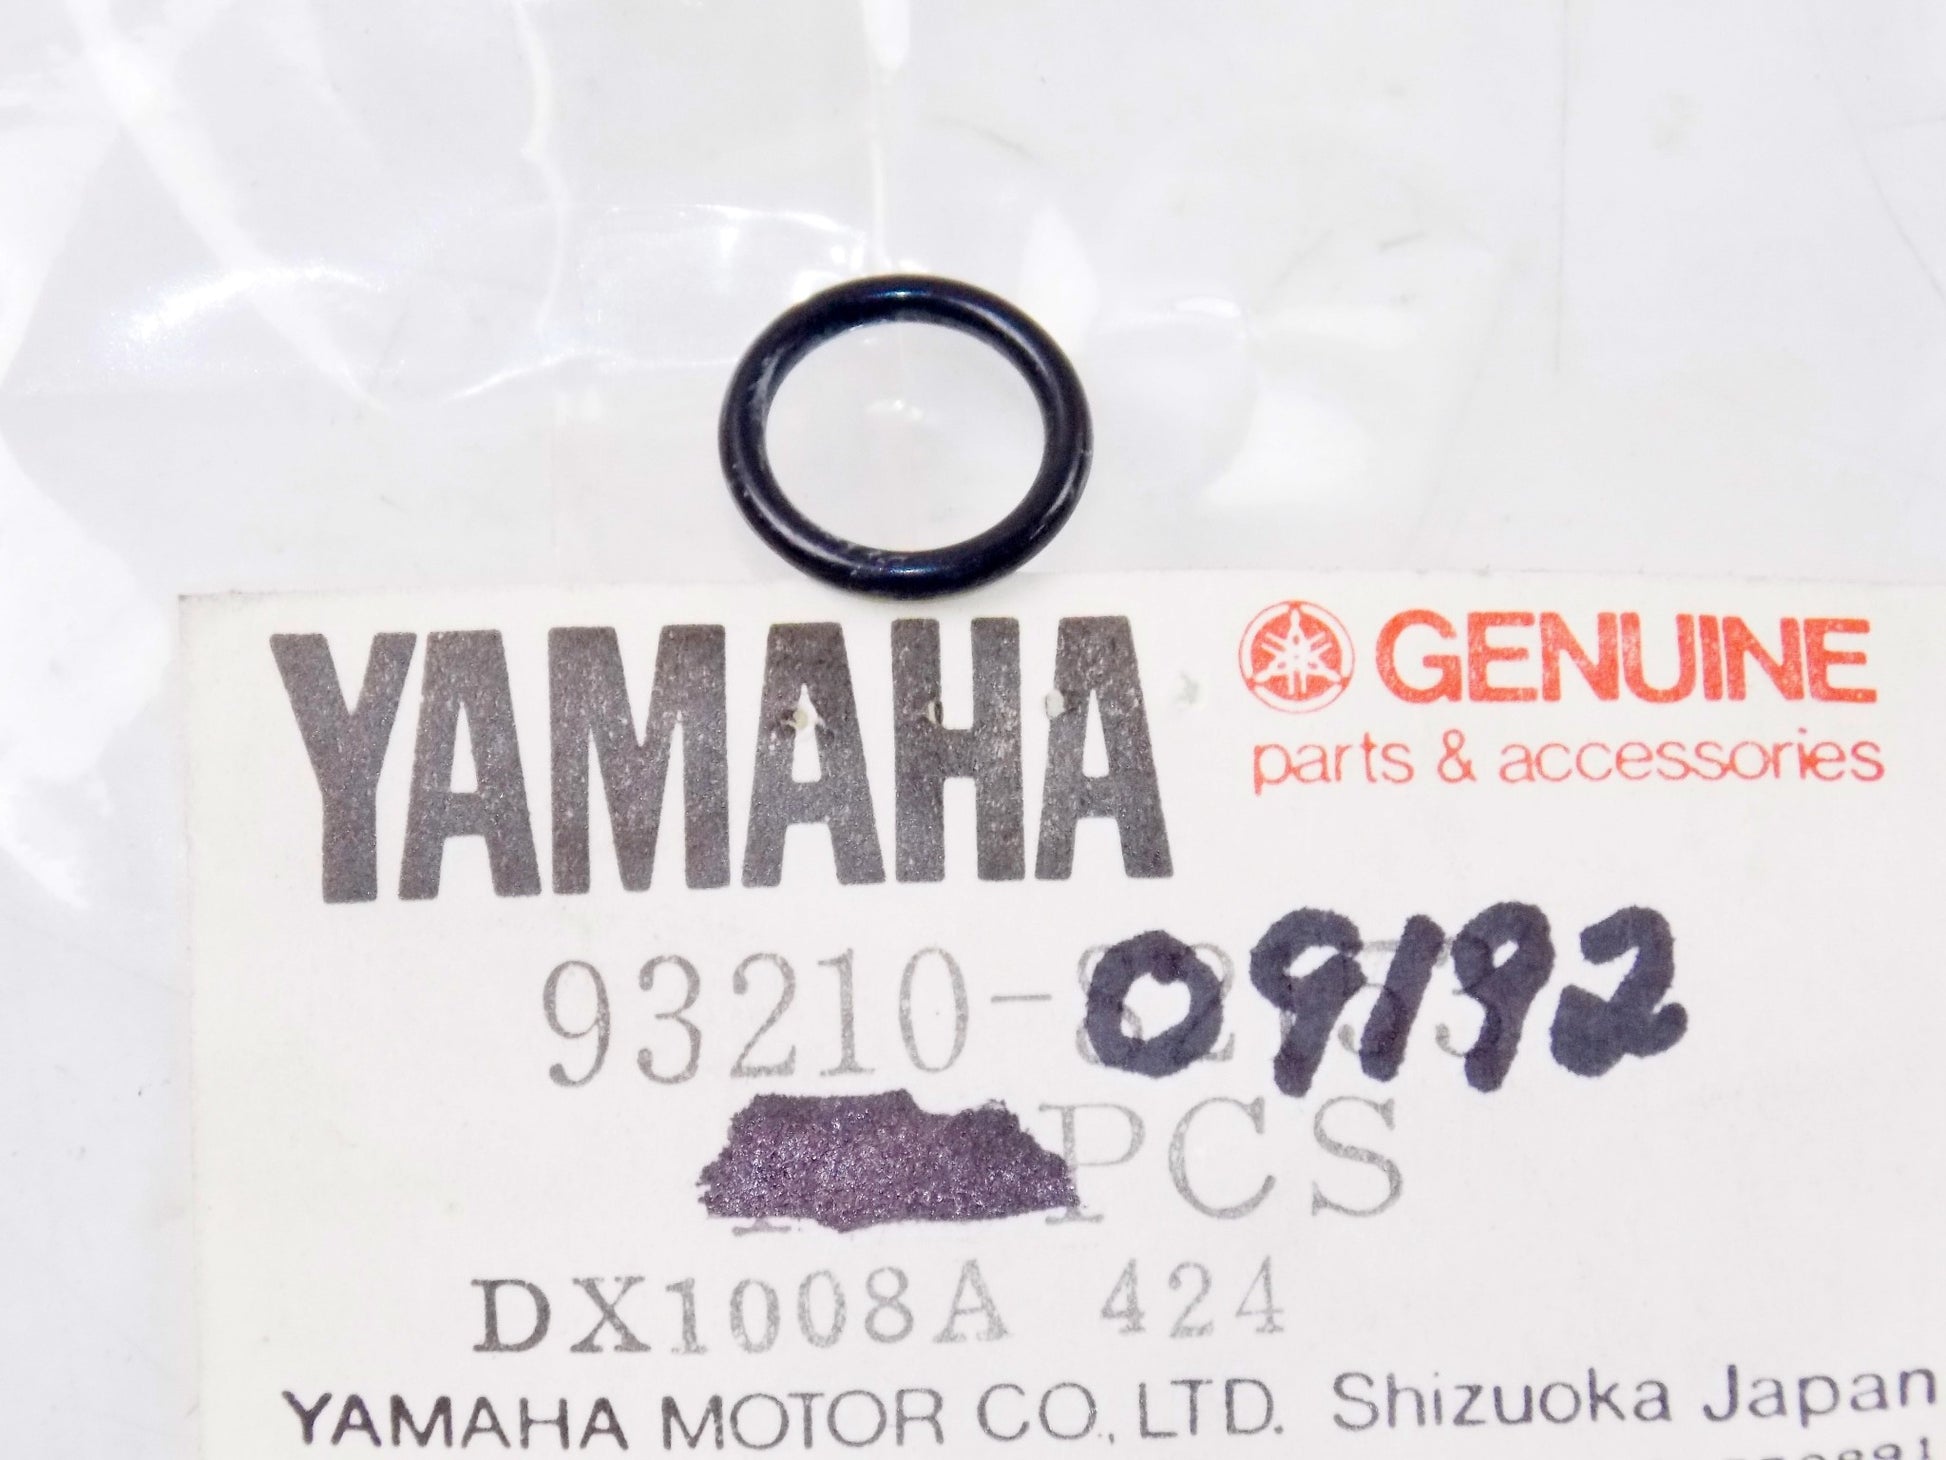 YAMAHA
GENUINE
parts & accessories
93210-09192
PCS
DX1008A 424
YAMAHA MOTOR CO., LTD. Shizuoka Japan